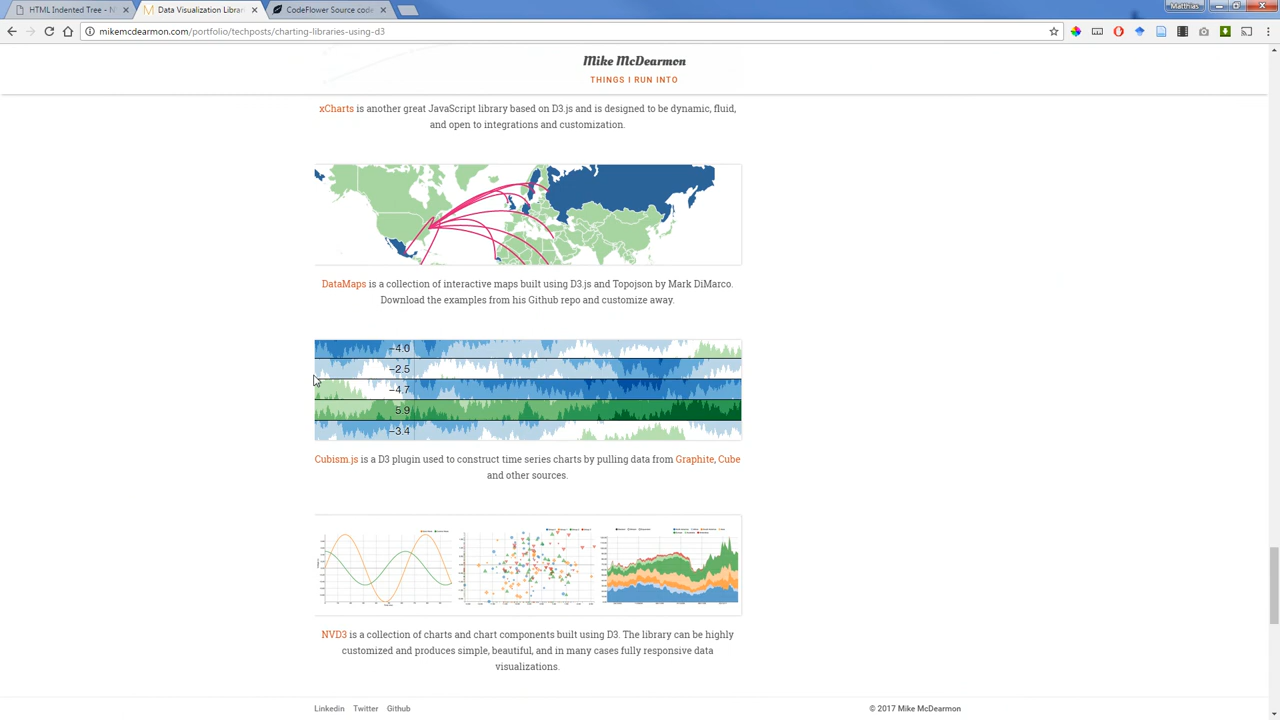 HTML Indented Tree - N
Data Visualization Librar
CodeFlower Source code
Matthias
mikemcdearmon.com/portfolio/techposts/charting-libraries-using-d3
Mike McDearmon
THINGS I RUN INTO
xCharts is another great JavaScript library based on D3.js and is designed to be dynamic, fluid,
and open to integrations and customization.
DataMaps is a collection of interactive maps built using D3.js and Topojson by Mark DiMarco.
Download the examples from his Github repo and customize away.
−4.0
−2.5
−4.7
5.9
−3.4
Cubism.js is a D3 plugin used to construct time series charts by pulling data from Graphite, Cube
and other sources.
NVD3 is a collection of charts and chart components built using D3. The library can be highly
customized and produces simple, beautiful, and in many cases fully responsive data
visualizations.
Linkedin Twitter Github
© 2017 Mike McDearmon